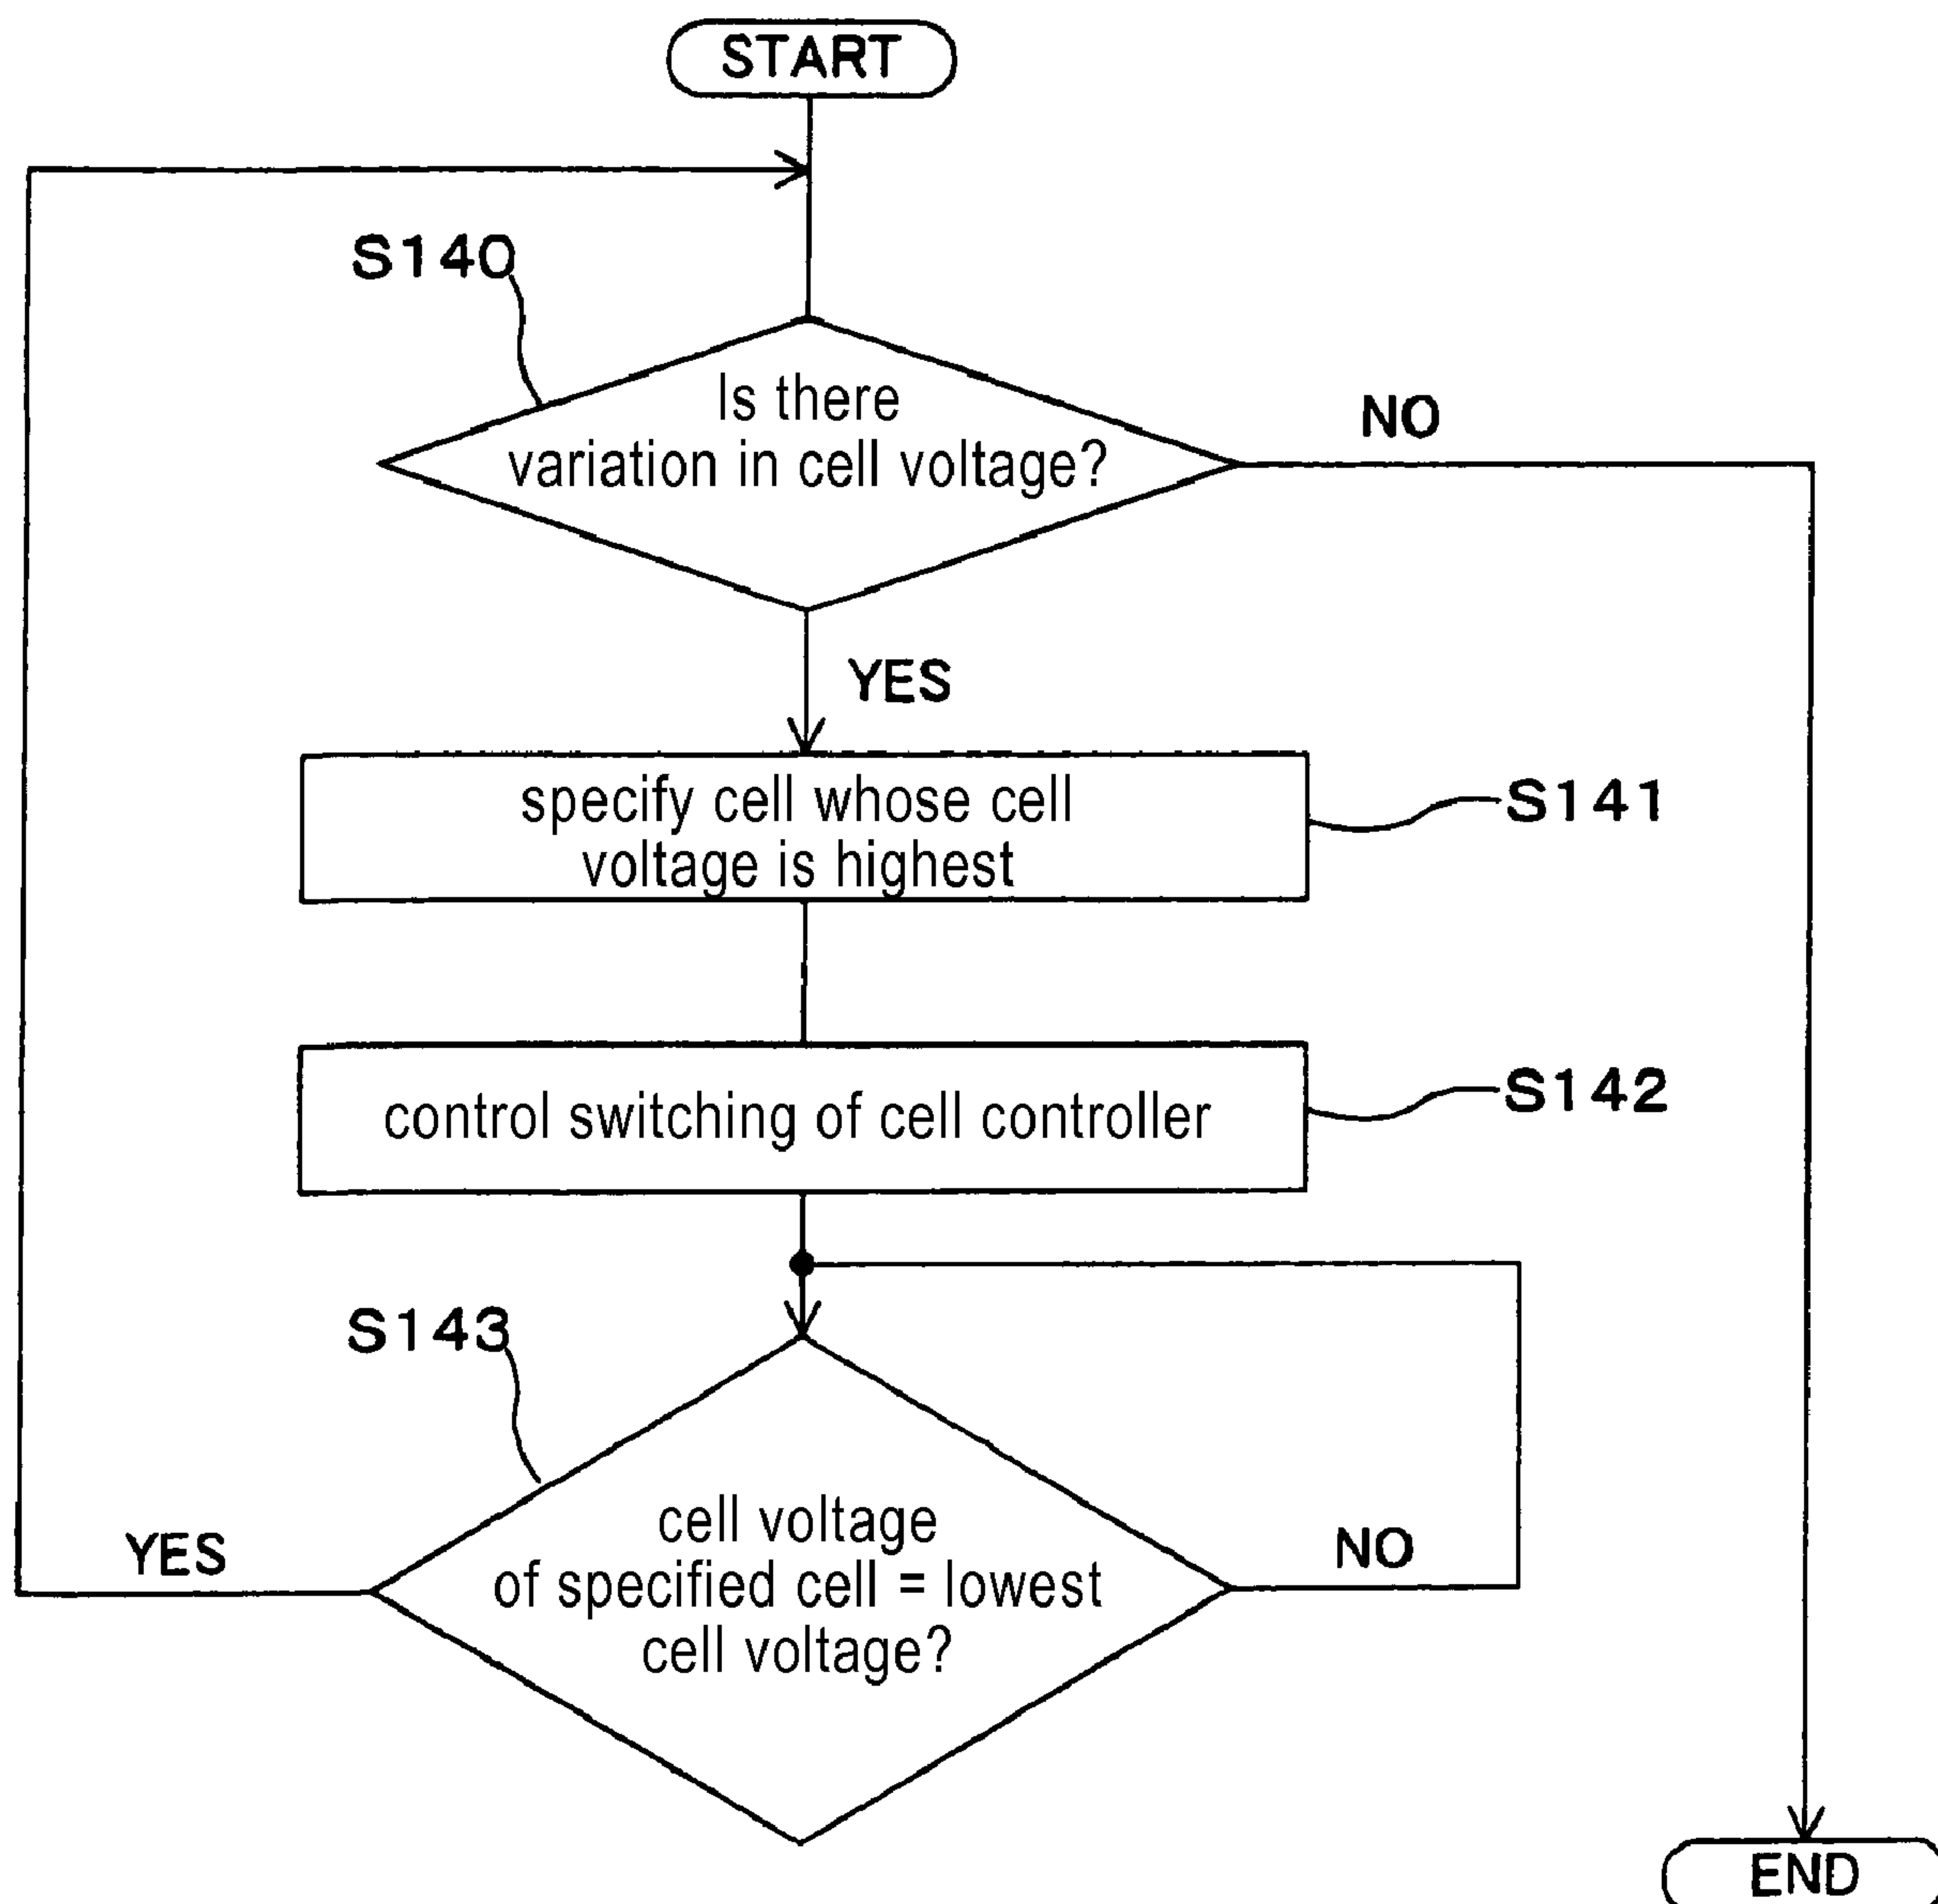 START
S140
Is there
variation in cell voltage?
NO
YES
specify cell whose cell
voltage is highest
S141
control switching of cell controller
S142
S143
cell voltage
of specified cell = lowest
cell voltage?
YES
NO
END